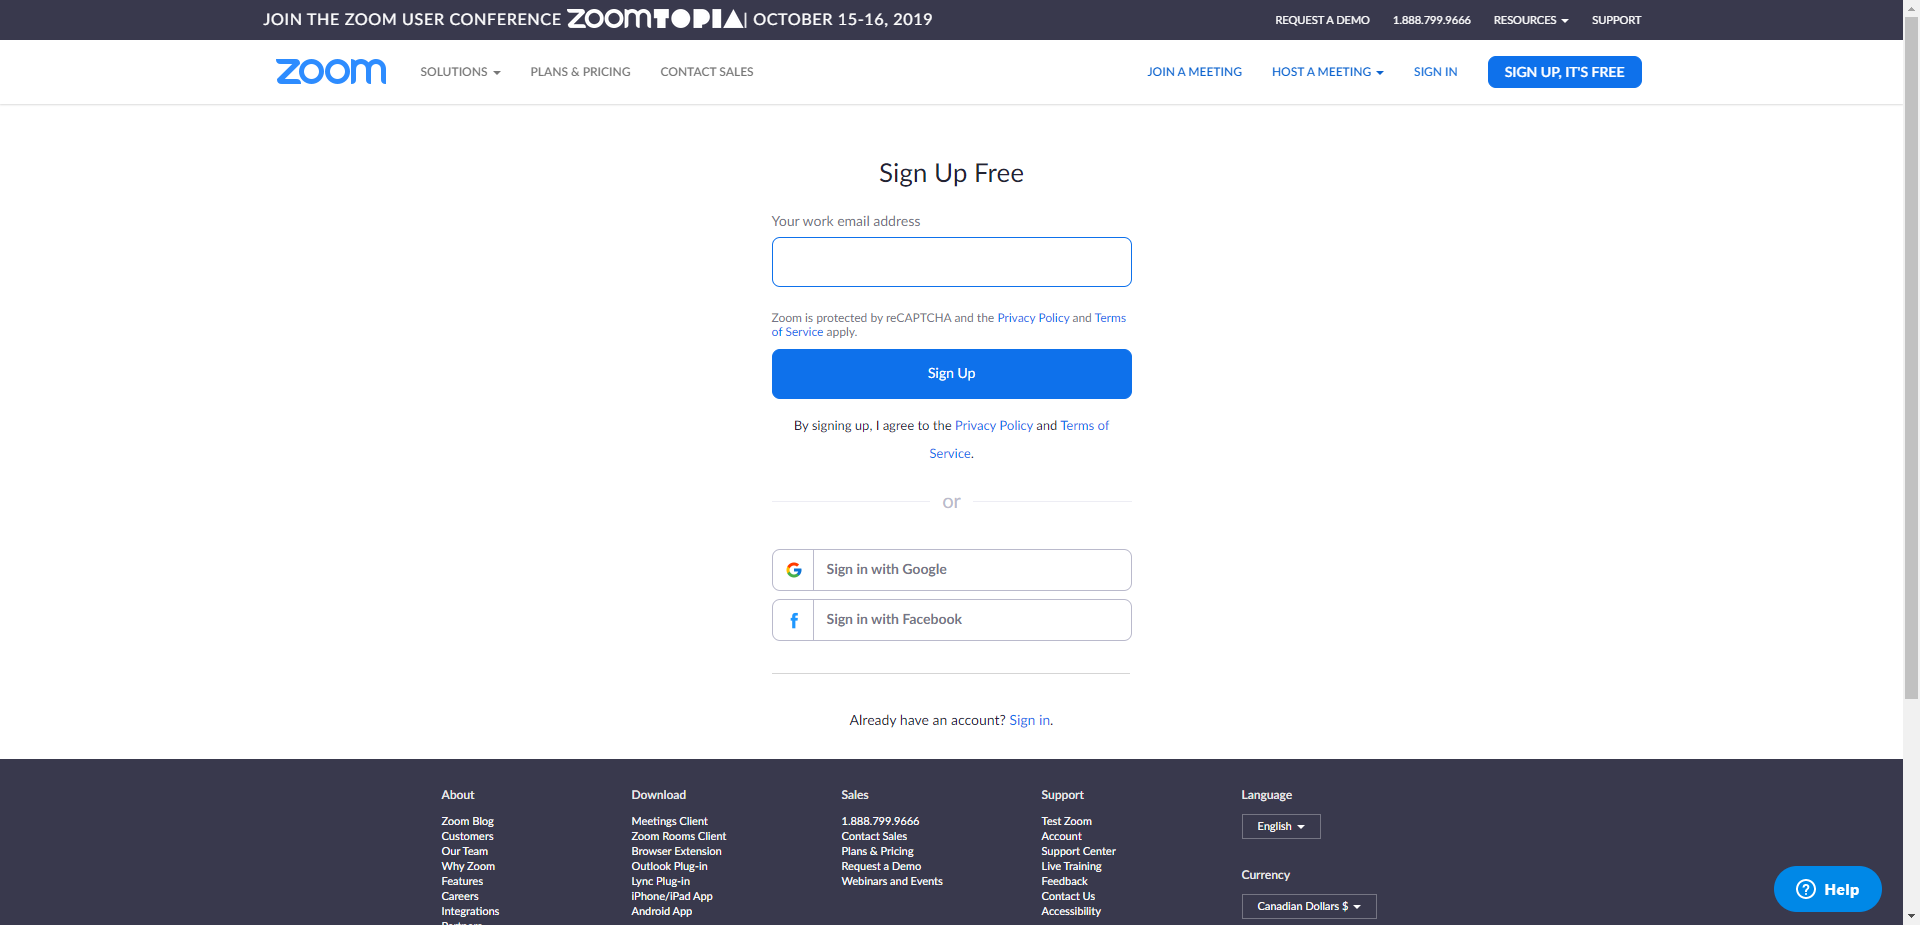 JOIN THE ZOOM USER CONFERENCE ZOOMTOPIA| OCTOBER 15-16, 2019
REQUEST A DEMO 1.888.799.9666 RESOURCES SUPPORT
zoom SOLUTIONS PLANS & PRICING CONTACT SALES
JOIN A MEETING HOST A MEETING SIGN IN SIGN UP, IT'S FREE
Sign Up Free
Your work email address
Zoom is protected by reCAPTCHA and the Privacy Policy and Terms
of Service apply.
Sign Up
By signing up, I agree to the Privacy Policy and Terms of
Service.
or
Sign in with Google
Sign in with Facebook
Already have an account? Sign in.
About
Zoom Blog
Customers
Our Team
Why Zoom
Features
Careers
Integrations
Download
Meetings Client
Zoom Rooms Client
Browser Extension
Outlook Plug-in
Lync Plug-in
iPhone/iPad App
Android App
Sales
1.888.799.9666
Contact Sales
Plans & Pricing
Request a Demo
Webinars and Events
Support
Test Zoom
Account
Support Center
Live Training
Feedback
Contact Us
Accessibility
Language
English
Currency
Canadian Dollars $
Help